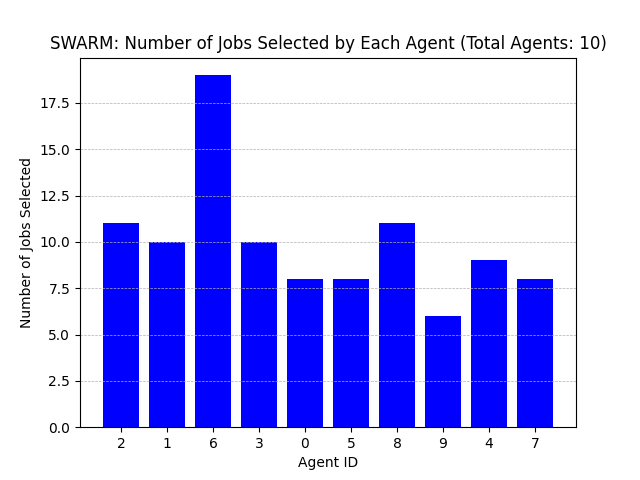 SWARM: Number of Jobs Selected by Each Agent (Total Agents: 10)
Number of Jobs Selected
17.5
15.0
12.5
10.0
7.5
5.0
2.5
0.0
2 1 6 3 0 5 8 9 4 7
Agent ID